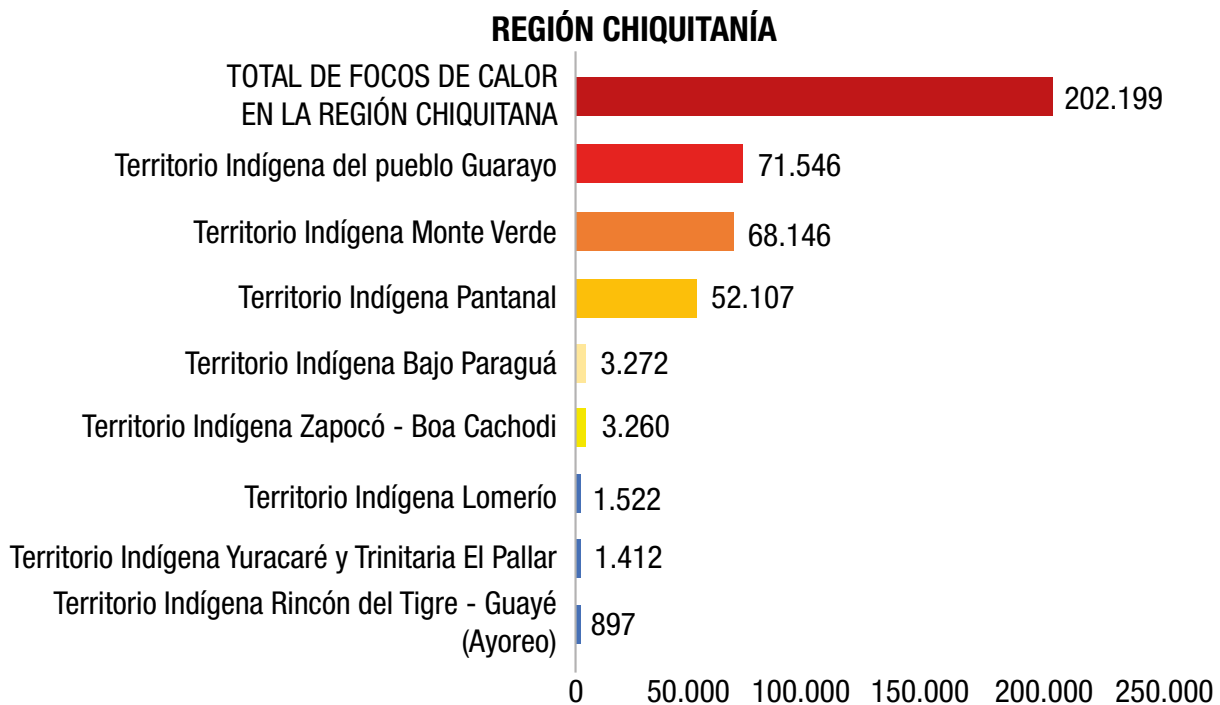 REGIÓN CHIQUITANÍA
TOTAL DE FOCOS DE CALOR
EN LA REGIÓN CHIQUITANA
202.199
Territorio Indígena del pueblo Guarayo
71.546
Territorio Indígena Monte Verde
68.146
Territorio Indígena Pantanal
52.107
Territorio Indígena Bajo Paraguá
3.272
Territorio Indígena Zapocó - Boa Cachodi
3.260
Territorio Indígena Lomerío
1.522
Territorio Indígena Yuracaré y Trinitaria El Pallar
1.412
Territorio Indígena Rincón del Tigre - Guayé
(Ayoreo)
897
0 50.000 100.000 150.000 200.000 250.000